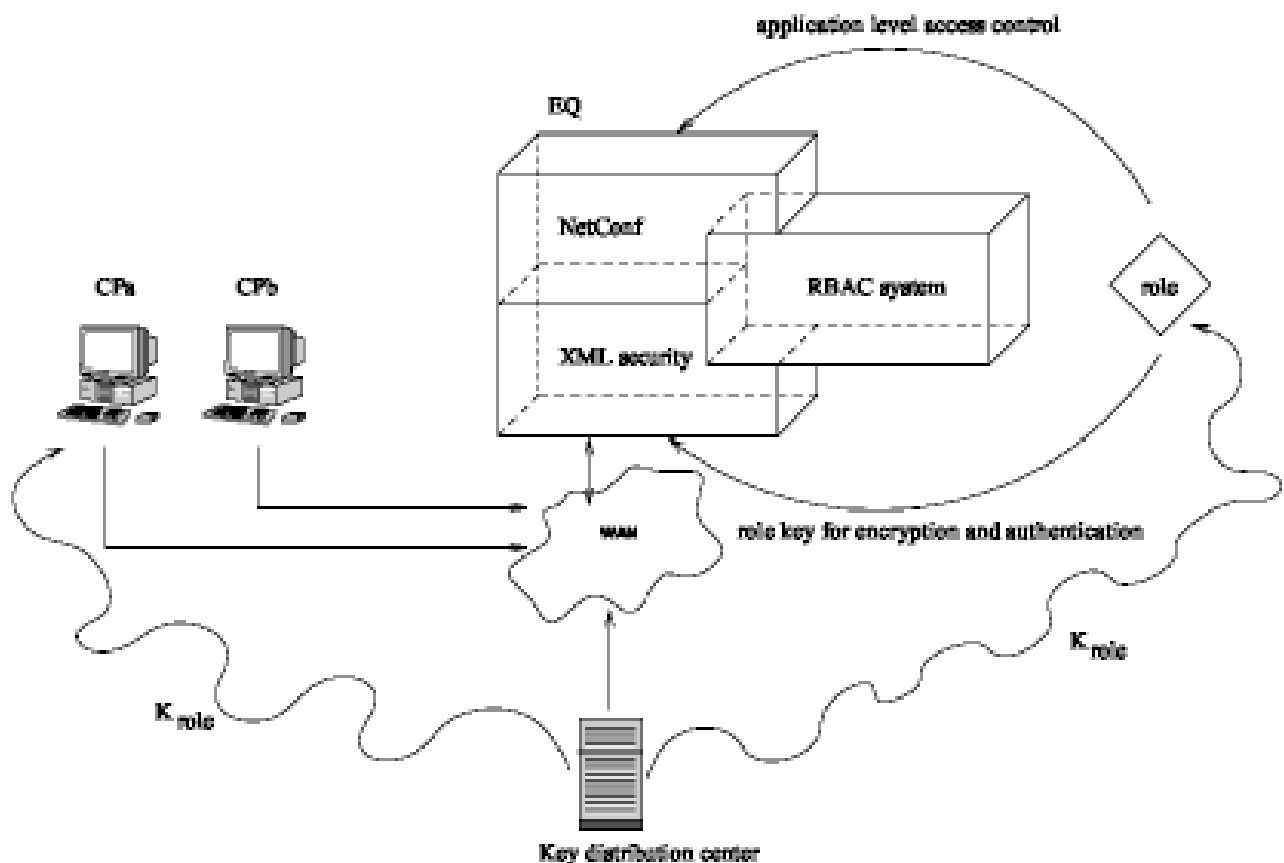 application level access control
EQ
NetConf
CPa
CPb
RBAC system
role
XML security
role key for encryption and authentication
K role
K role
Key distribution center